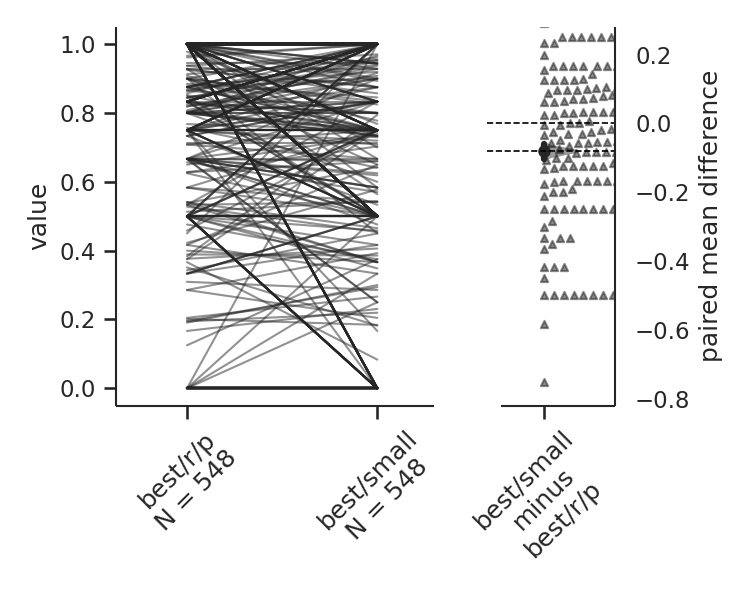 1.0
0.8
0.6
0.4
0.2
0.0
value
best/r/p
N = 548
best/small
N = 548
0.2
0.0
−0.2
−0.4
−0.6
−0.8
paired mean difference
best/small
minus
best/r/p